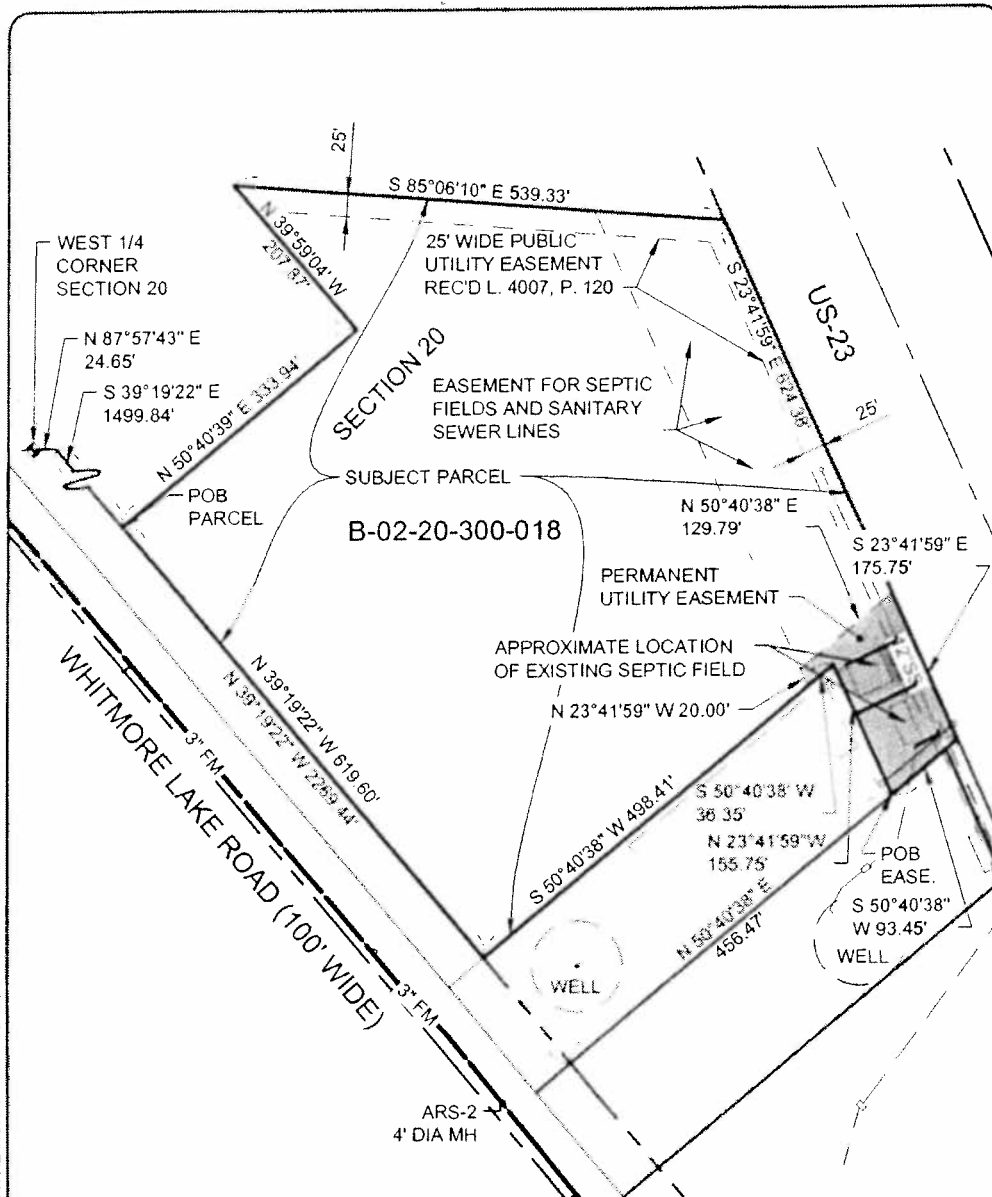 25'
S 85°06'10" E 539.33'
N 39°59'04" W
207.87'
WEST 1/4
CORNER
SECTION 20
N 87°57'43" E
24.65'
S 39°19'22" E
1499.84'
25' WIDE PUBLIC
UTILITY EASEMENT
REC'D L. 4007, P. 120
S 23°41'59" E 624.38'
US-23
SECTION 20
EASEMENT FOR SEPTIC
FIELDS AND SANITARY
SEWER LINES
25'
N 50°40'39" E 333.94'
SUBJECT PARCEL
POB
PARCEL
B-02-20-300-018
N 50°40'38" E
129.79'
S 23°41'59" E
175.75'
PERMANENT
UTILITY EASEMENT
APPROXIMATE LOCATION
OF EXISTING SEPTIC FIELD
N 23°41'59" W 20.00'
N 39°19'22" W 619.60'
N 39°19'22" W 2269.44'
WHITMORE LAKE ROAD (100' WIDE)
3" FM
S 50°40'38" W 498.41'
S 50°40'38" W
36.35'
N 23°41'59"W
155.75'
POB
EASE.
S 50°40'38"
W 93.45'
WELL
N 50°40'38" E
456.47'
WELL
3" FM
ARS-2
4' DIA MH